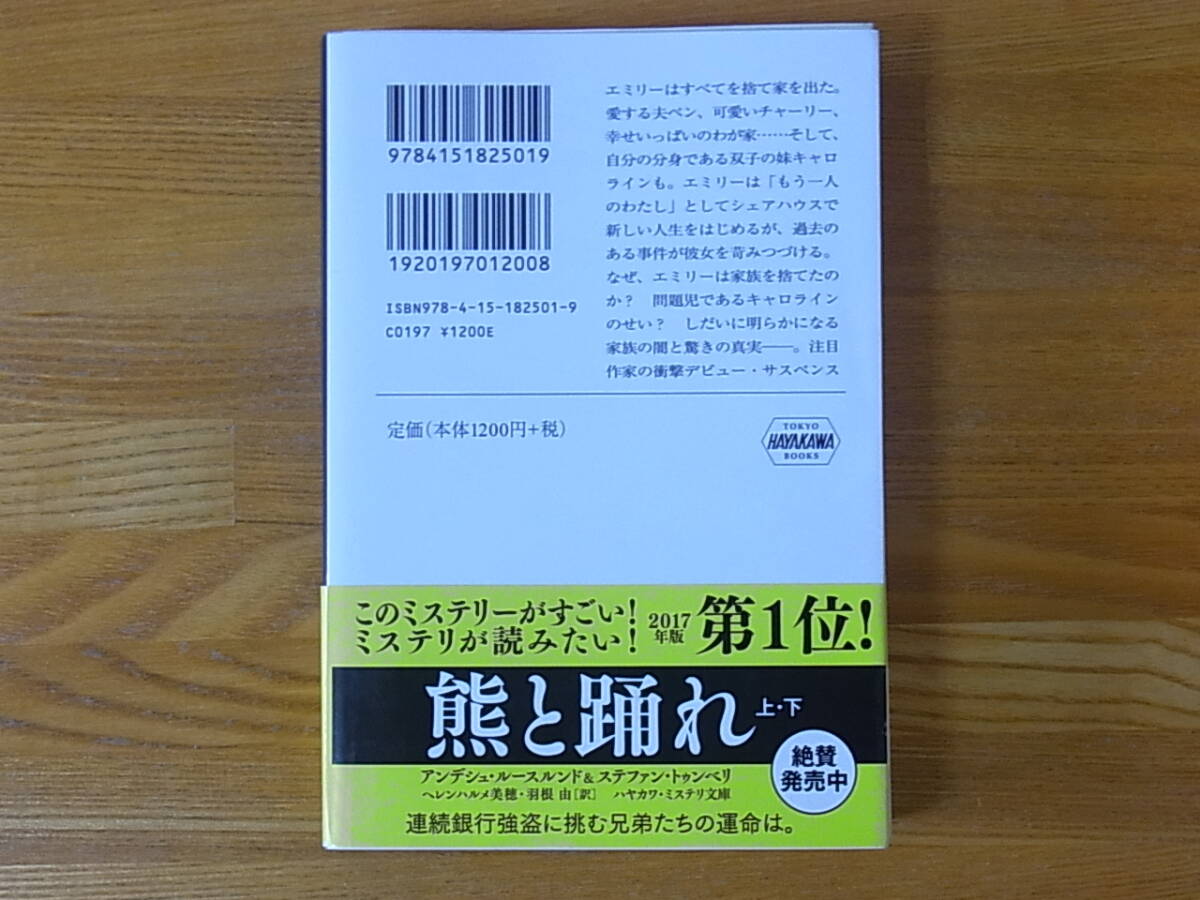 9784151825019
1920197012008
ISBN978-4-15-182501-9
C0197 ¥1200E
エミリーはすべてを捨て家を出た。
愛する夫ベン、可愛いチャーリー、
幸せいっぱいのわが家……そして、
自分の分身である双子の妹キャロ
ラインも。エミリーは「もう一人
のわたし」としてシェアハウスで
新しい人生をはじめるが、過去の
ある事件が彼女を苛みつづける。
なぜ、エミリーは家族を捨てたの
か？　問題児であるキャロライン
のせい？　しだいに明らかになる
家族の闇と驚きの真実――。注目
作家の衝撃デビュー・サスペンス
定価（本体1200円+税）
TOKYO
HAYAKAWA
BOOKS
このミステリーがすごい！
ミステリが読みたい！
2017
年版
第1位！
熊と踊れ 上・下
アンデシュ・ルースルンド&ステファン・トゥンベリ
ヘレンハルメ美穂・羽根 由［訳］　ハヤカワ・ミステリ文庫
絶賛
発売中
連続銀行強盗に挑む兄弟たちの運命は。